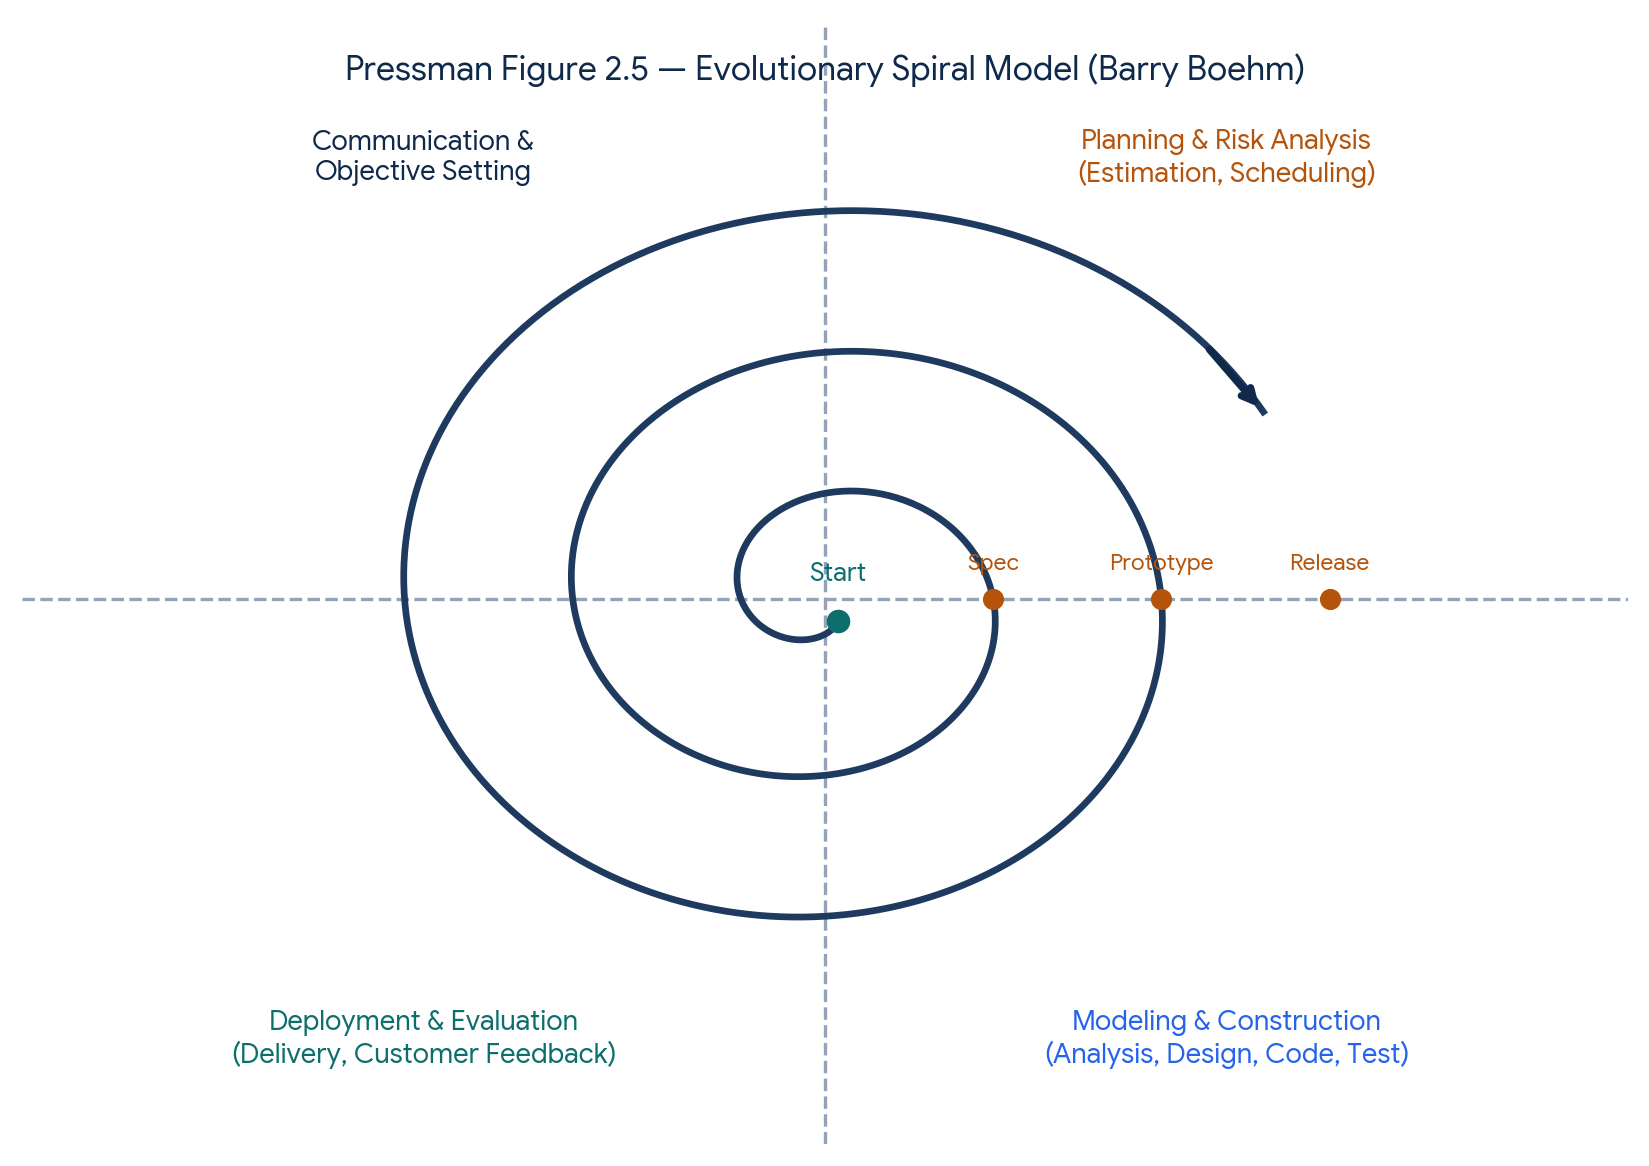 Pressman Figure 2.5 — Evolutionary Spiral Model (Barry Boehm)
Communication &
Objective Setting
Planning & Risk Analysis
(Estimation, Scheduling)
Start
Spec
Prototype
Release
Deployment & Evaluation
(Delivery, Customer Feedback)
Modeling & Construction
(Analysis, Design, Code, Test)